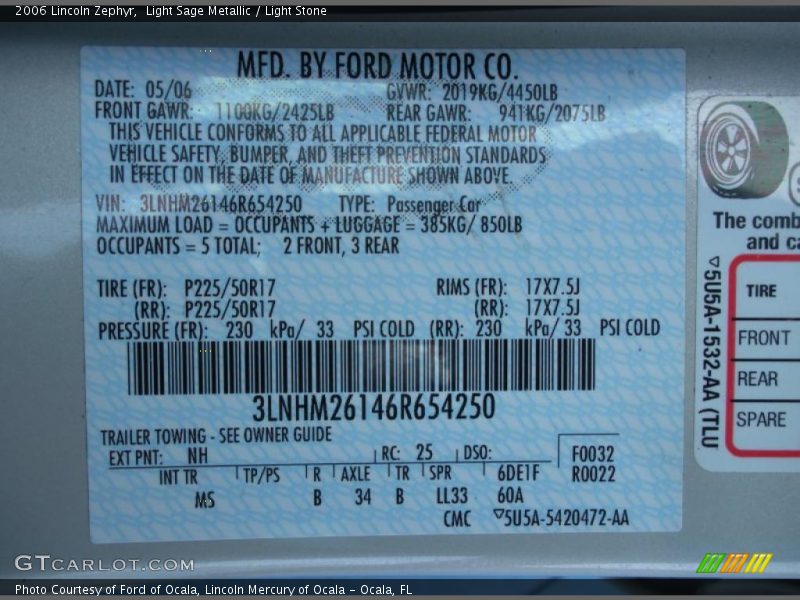 2006 Lincoln Zephyr,  Light Sage Metallic / Light Stone
MFD. BY FORD MOTOR CO.
DATE: 05/06 GVWR: 2019KG/4450LB
FRONT GAWR: 1100KG/2425LB REAR GAWR: 941KG/2075LB
THIS VEHICLE CONFORMS TO ALL APPLICABLE FEDERAL MOTOR
VEHICLE SAFETY, BUMPER, AND THEFT PREVENTION STANDARDS
IN EFFECT ON THE DATE OF MANUFACTURE SHOWN ABOVE.
VIN: 3LNHM26146R654250 TYPE: Passenger Car
MAXIMUM LOAD = OCCUPANTS + LUGGAGE = 385KG/ 850LB
OCCUPANTS = 5 TOTAL; 2 FRONT, 3 REAR
TIRE (FR): P225/50R17 RIMS (FR): 17X7.5J
(RR): P225/50R17 (RR): 17X7.5J
PRESSURE (FR): 230 kPa/ 33 PSI COLD (RR): 230 kPa/ 33 PSI COLD
3LNHM26146R654250
TRAILER TOWING - SEE OWNER GUIDE
EXT PNT: NH RC: 25 DSO: F0032
INT TR TP/PS R AXLE TR SPR 6DE1F R0022
MS B 34 B LL33 60A
CMC ▽5U5A-5420472-AA
The comb
and ca
▽5U5A-1532-AA (TLU
TIRE
FRONT
REAR
SPARE
GTCARLOT.COM
Photo Courtesy of Ford of Ocala, Lincoln Mercury of Ocala – Ocala, FL